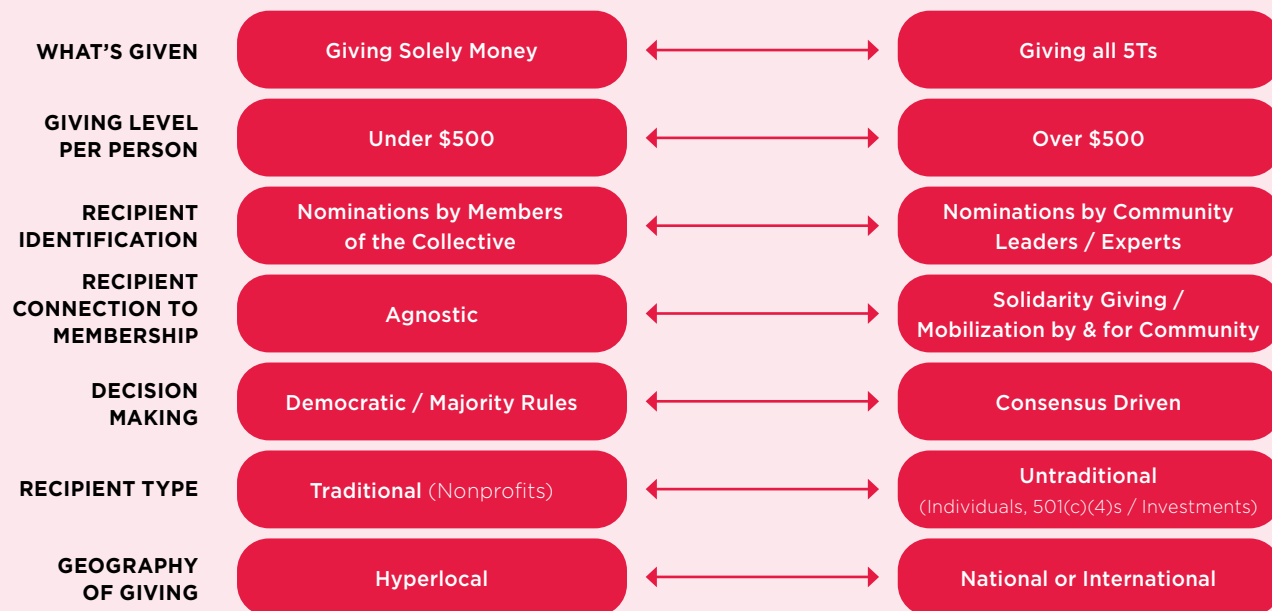 WHAT’S GIVEN
Giving Solely Money
Giving all 5Ts
GIVING LEVEL
PER PERSON
Under $500
Over $500
RECIPIENT
IDENTIFICATION
Nominations by Members
of the Collective
Nominations by Community
Leaders / Experts
RECIPIENT
CONNECTION TO
MEMBERSHIP
Agnostic
Solidarity Giving /
Mobilization by & for Community
DECISION
MAKING
Democratic / Majority Rules
Consensus Driven
RECIPIENT TYPE
Traditional (Nonprofits)
Untraditional
(Individuals, 501(c)(4)s / Investments)
GEOGRAPHY
OF GIVING
Hyperlocal
National or International